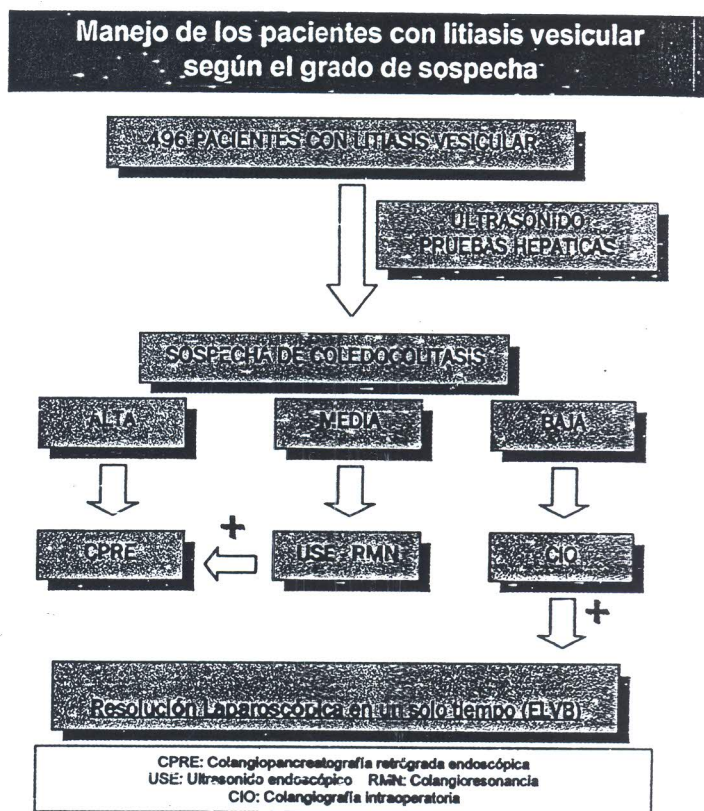 Manejo de los pacientes con litiasis vesicular
según el grado de sospecha
496 PACIENTES CON LITIASIS VESICULAR
ULTRASONIDO
PRUEBAS HEPATICAS
SOSPECHA DE COLEDOCOLITASIS
ALTA MEDIA BAJA
+
CPRE USE - RMN CIO
+
Resolución Laparoscópica en un solo tiempo (ELVB)
CPRE: Colangiopancreatografía retrógrada endoscópica
USE: Ultrasonido endoscópico RMN: Colangioresonancia
CIO: Colangiografía intraoperatoria